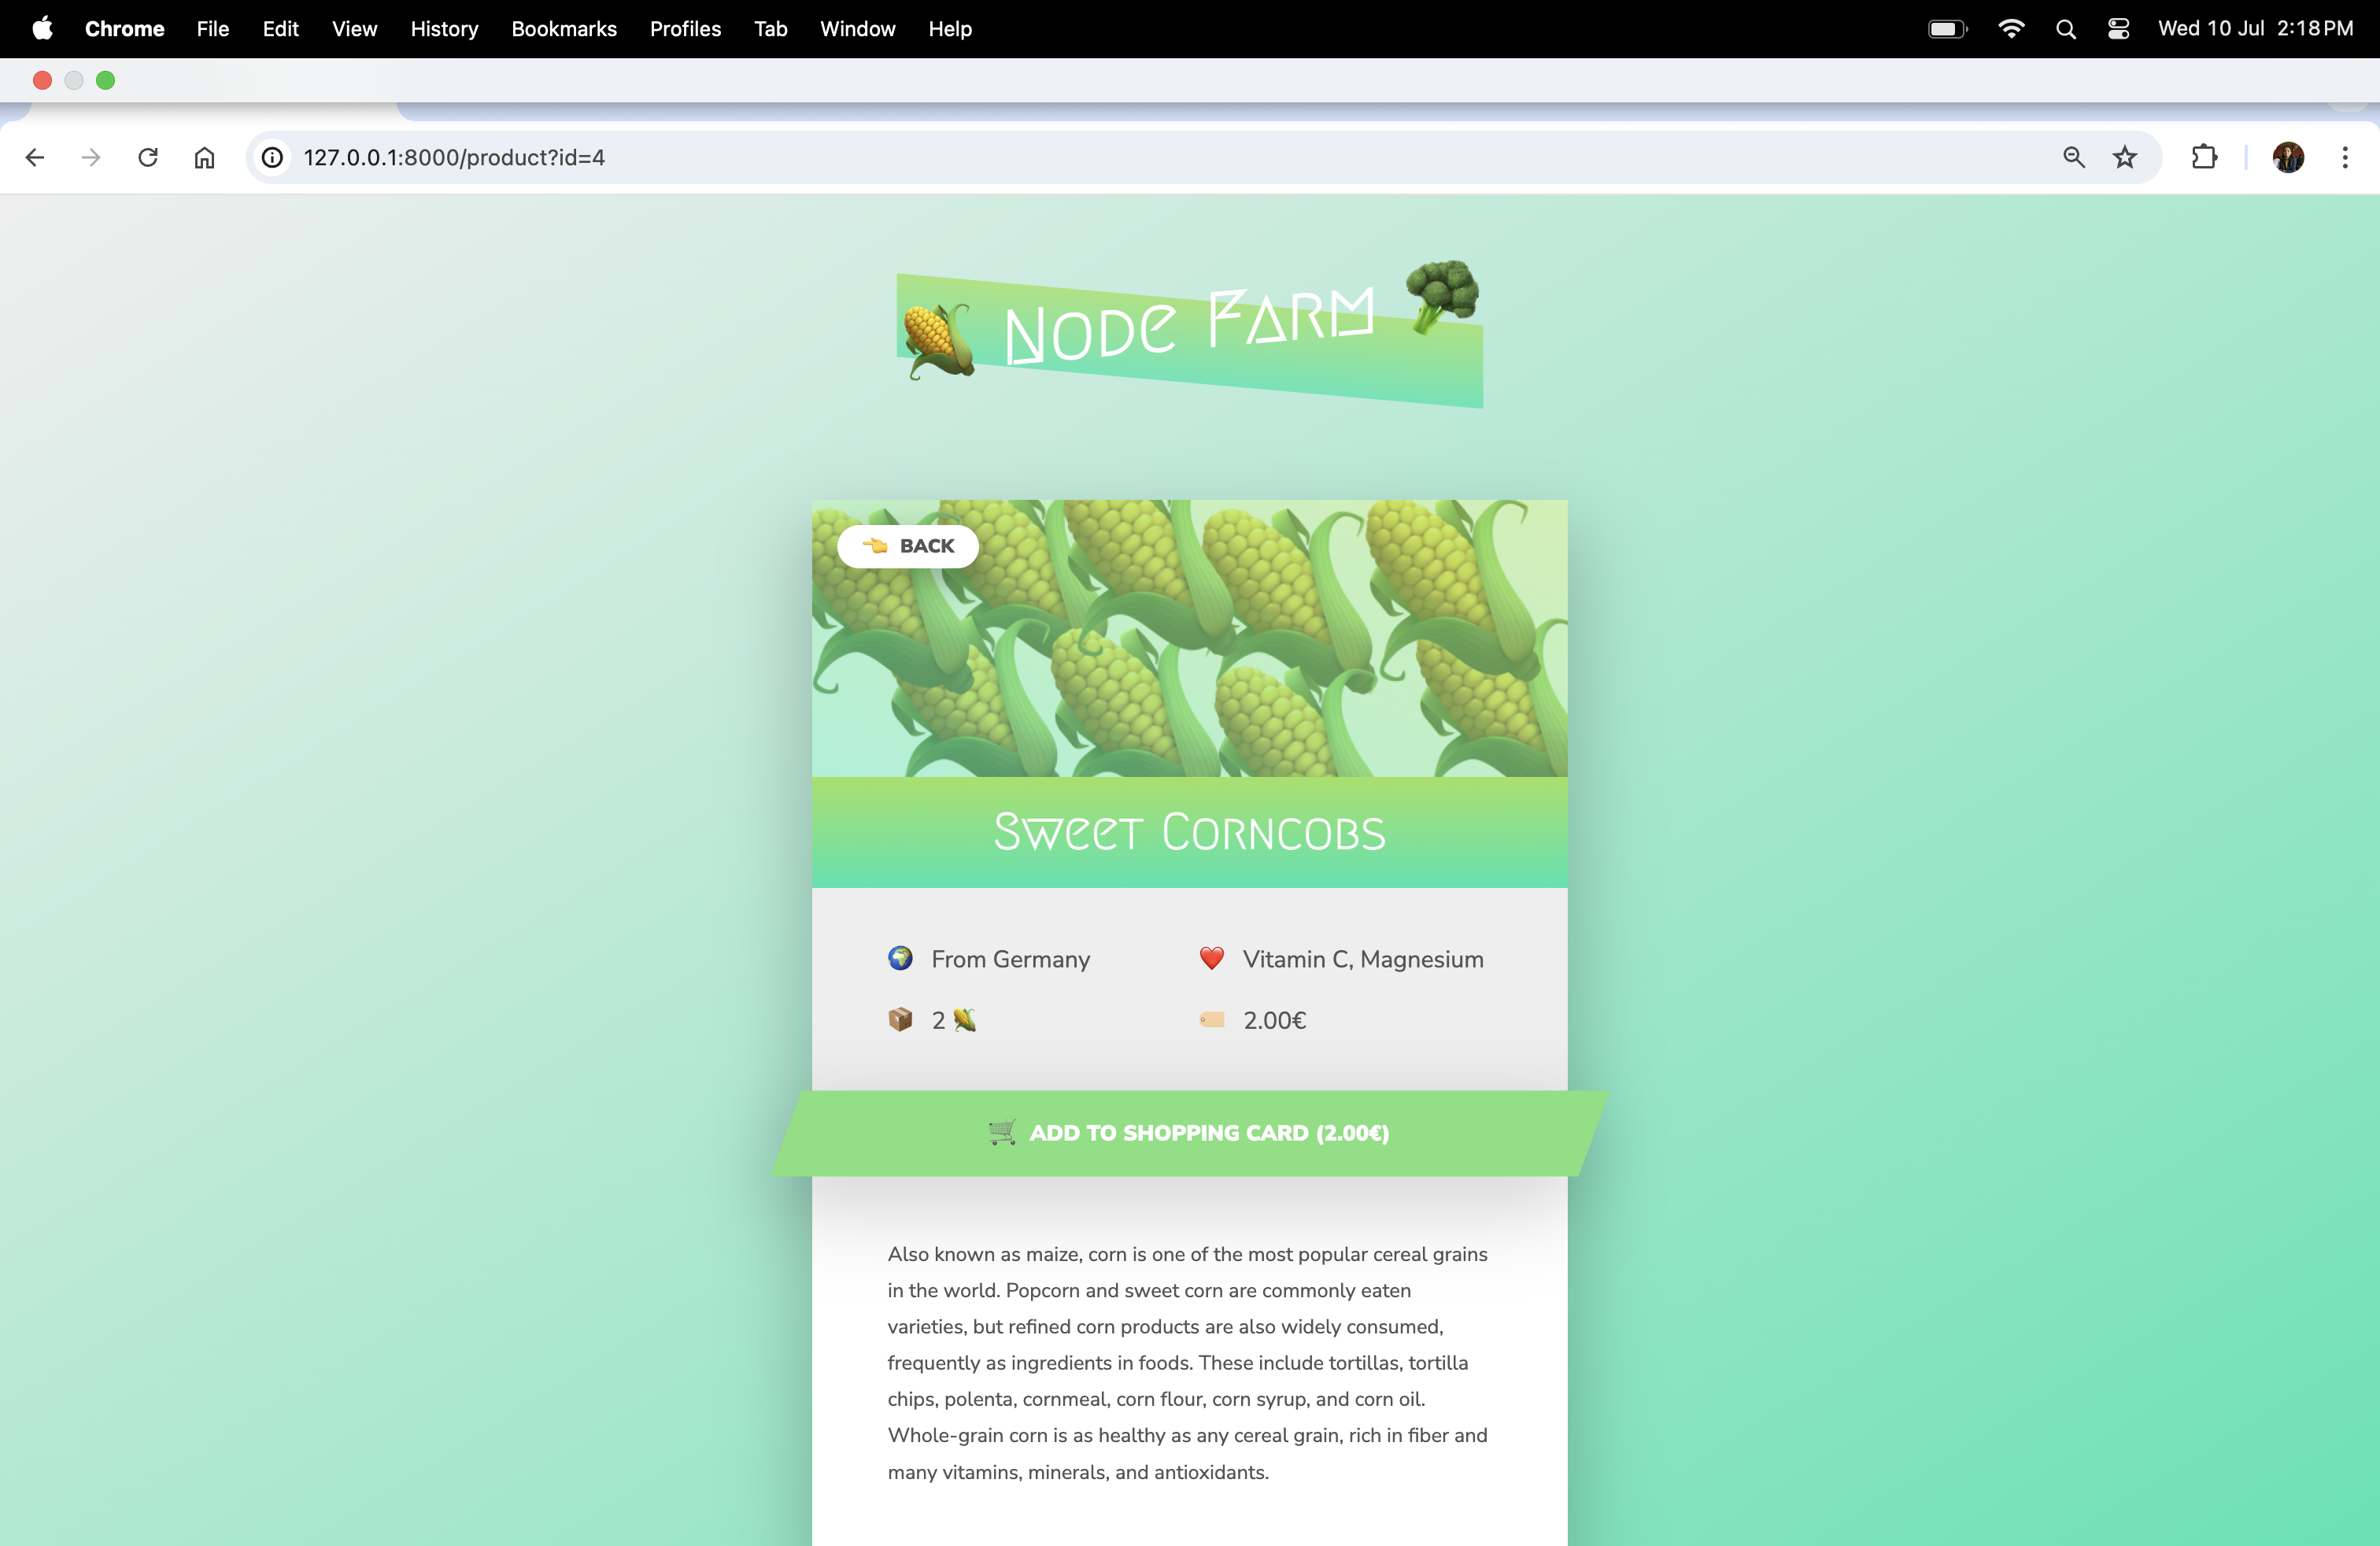 Chrome File Edit View History Bookmarks Profiles Tab Window Help Wed 10 Jul 2:18 PM
127.0.0.1:8000/product?id=4
Node Farm
BACK
Sweet Corncobs
From Germany
Vitamin C, Magnesium
2
2.00€
ADD TO SHOPPING CARD (2.00€)
Also known as maize, corn is one of the most popular cereal grains
in the world. Popcorn and sweet corn are commonly eaten
varieties, but refined corn products are also widely consumed,
frequently as ingredients in foods. These include tortillas, tortilla
chips, polenta, cornmeal, corn flour, corn syrup, and corn oil.
Whole-grain corn is as healthy as any cereal grain, rich in fiber and
many vitamins, minerals, and antioxidants.